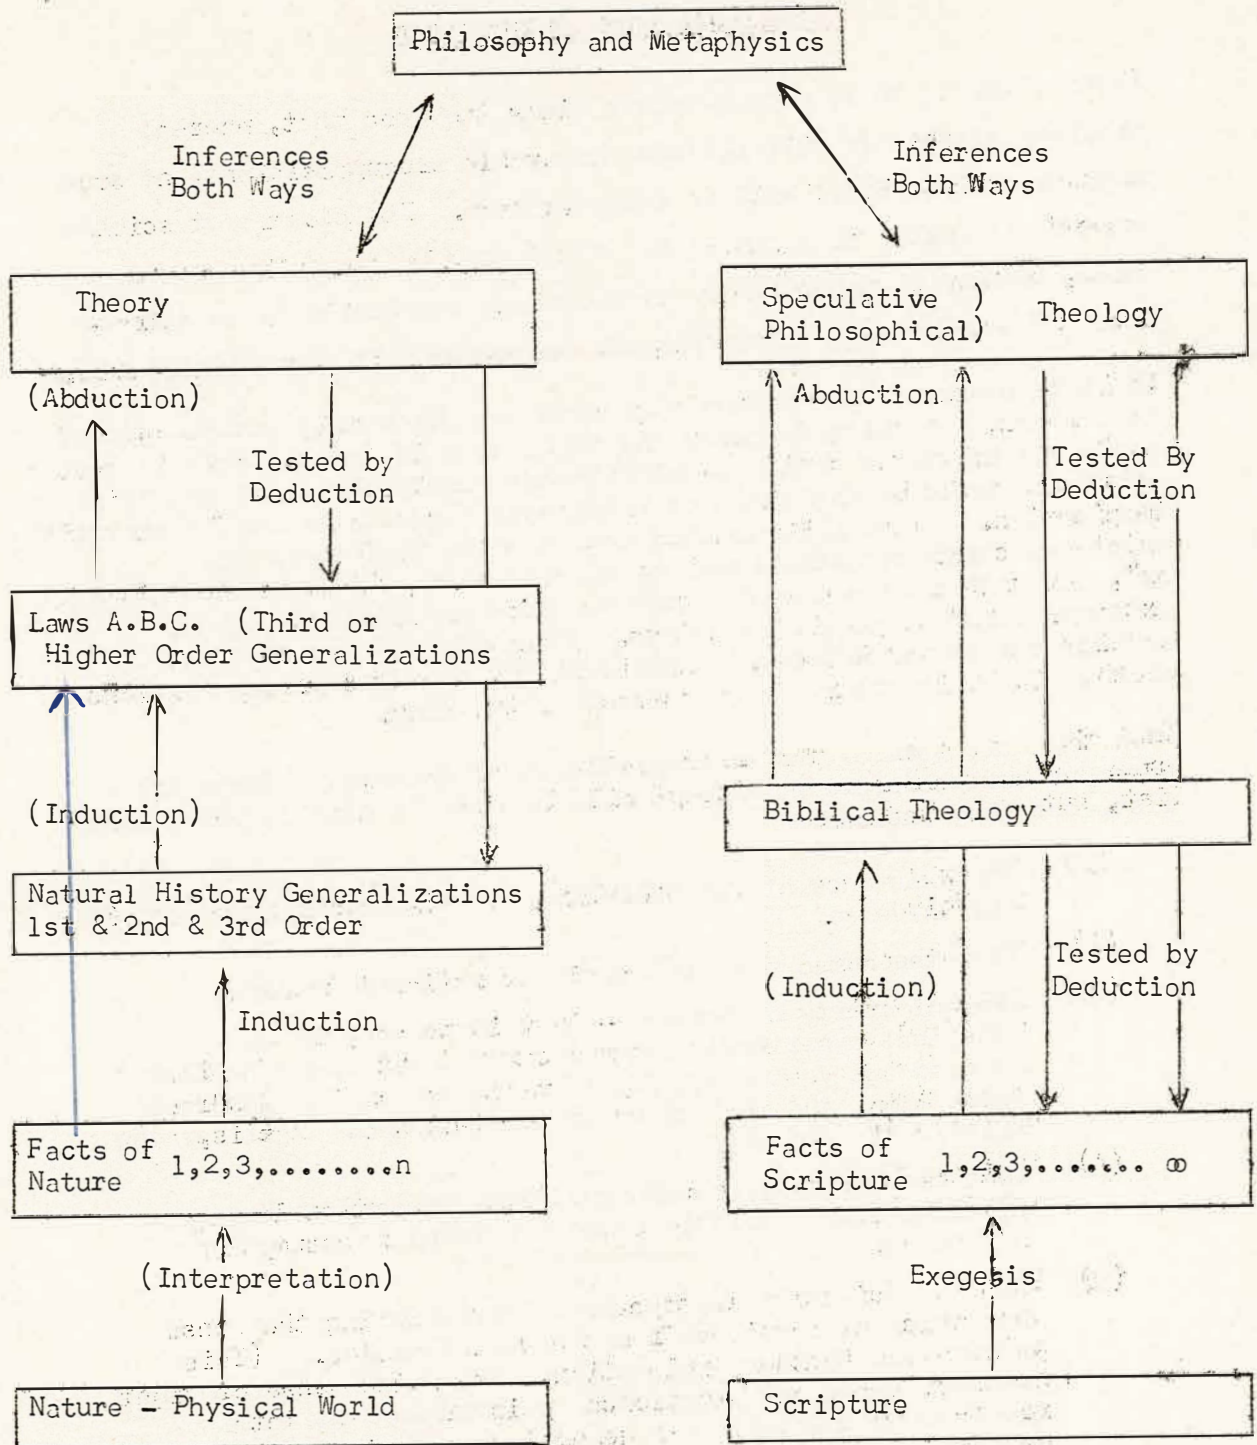 Philosophy and Metaphysics
Inferences
Both Ways
Inferences
Both Ways
Theory
Speculative )
Philosophical) Theology
(Abduction)
Abduction
Tested by
Deduction
Tested By
Deduction
Laws A.B.C. (Third or
Higher Order Generalizations
(Induction)
Biblical Theology
Natural History Generalizations
1st & 2nd & 3rd Order
(Induction)
Tested by
Deduction
Induction
Facts of
Nature 1,2,3,.........n
Facts of
Scripture 1,2,3,....... ∞
(Interpretation)
Exegesis
Nature - Physical World
Scripture